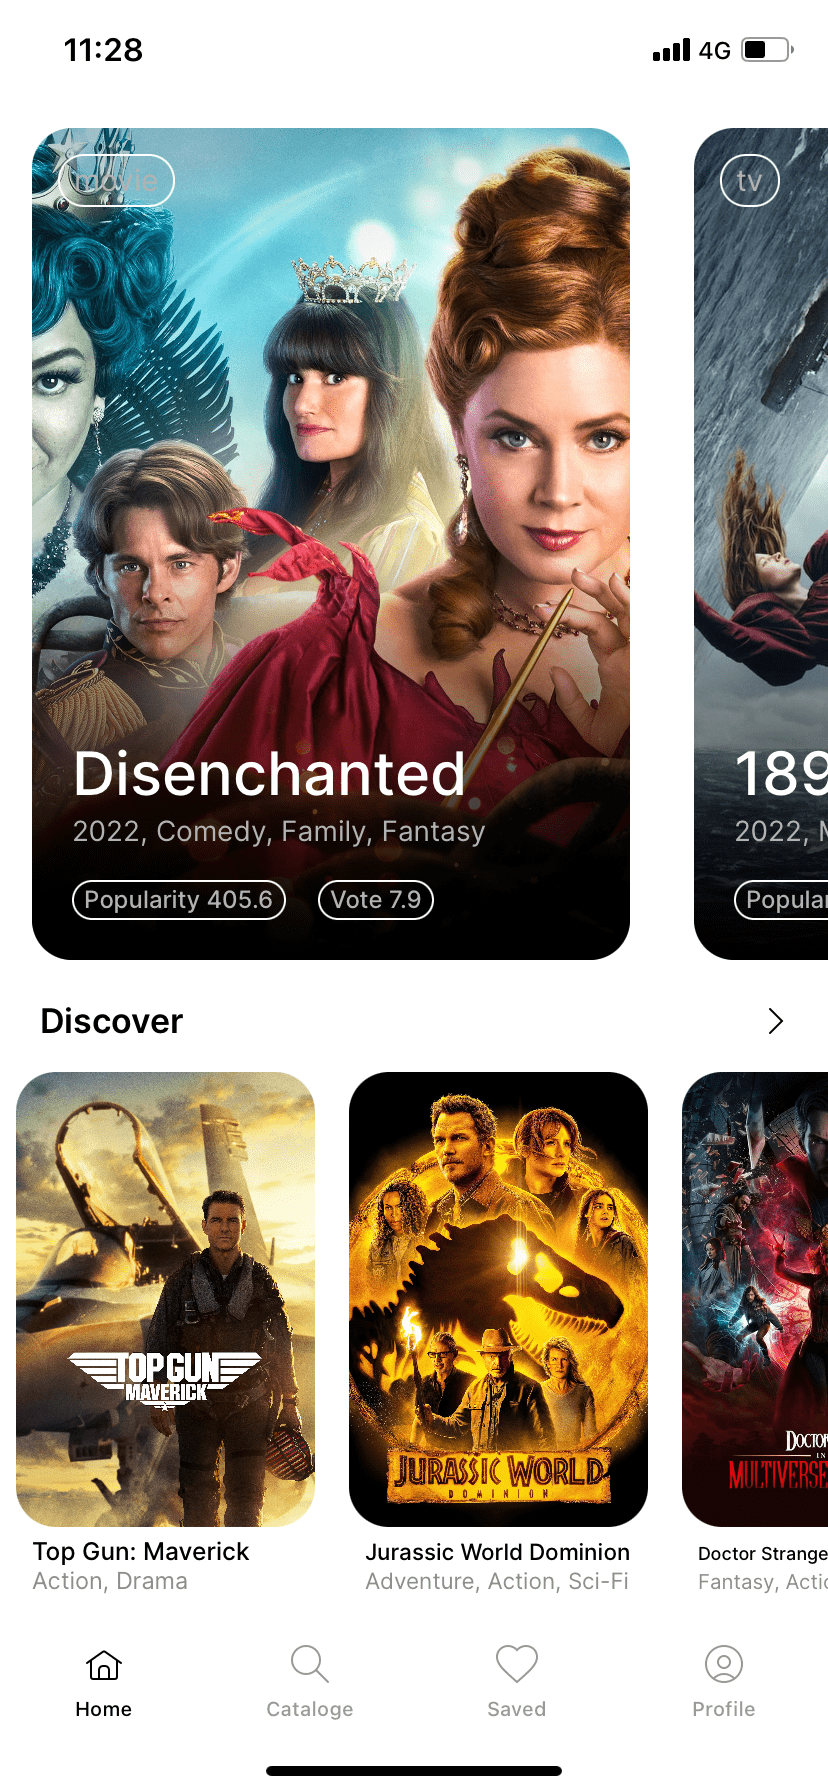 11:28
4G
movie
tv
Disenchanted
189
2022, Comedy, Family, Fantasy
2022,
Popularity 405.6
Vote 7.9
Popular
Discover
TOP GUN
MAVERICK
JURASSIC WORLD
DOMINION
DOCTOR
IN
MULTIVERSE
Top Gun: Maverick
Action, Drama
Jurassic World Dominion
Adventure, Action, Sci-Fi
Doctor Strange
Fantasy, Actio
Home
Cataloge
Saved
Profile